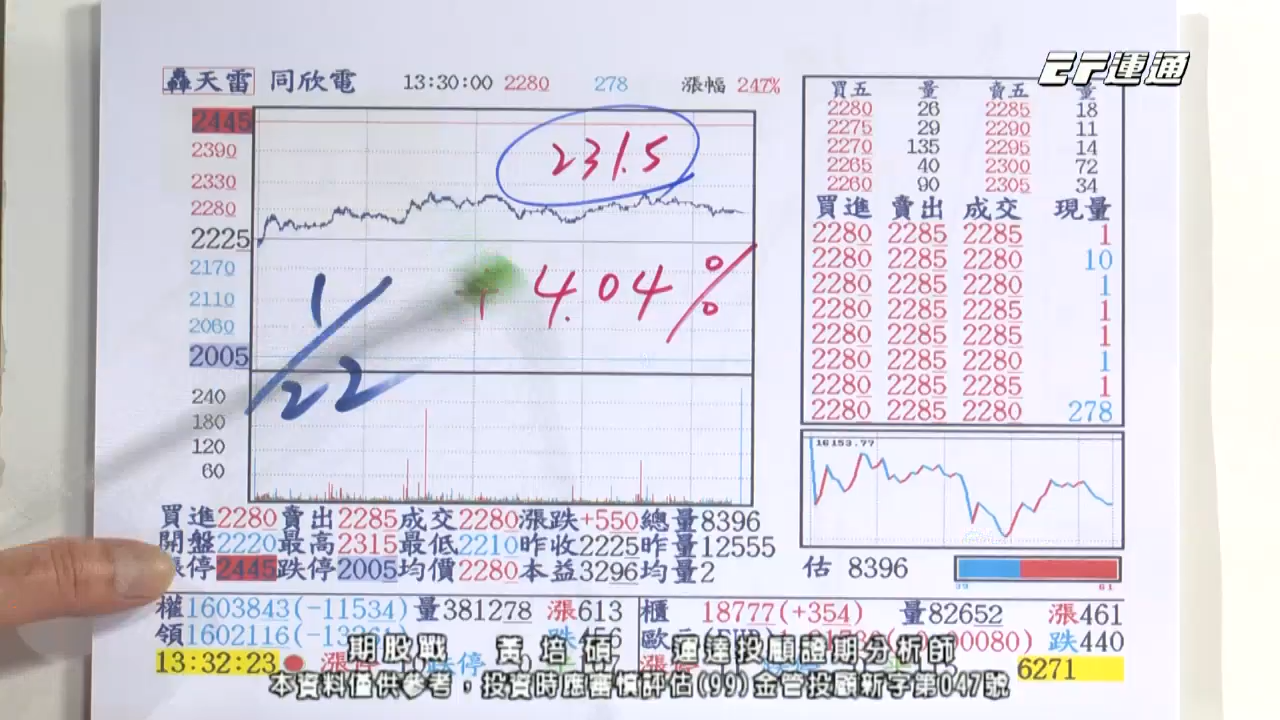 轟天雷 同欣電 13:30:00 2280 278 漲幅 247%
運通
231.5
+ 4.04%
1/22
2445
2390
2330
2280
2225
2170
2110
2060
2005
240
180
120
60
買五 量 賣五 量
2280 26 2285 18
2275 29 2290 11
2270 135 2295 14
2265 40 2300 72
2260 90 2305 34
買進 賣出 成交 現量
2280 2285 2285 1
2280 2285 2280 10
2280 2285 2280 1
2280 2285 2285 1
2280 2285 2285 1
2280 2285 2280 1
2280 2285 2285 1
2280 2285 2280 278
16153.77
估 8396
39 61
買進2280賣出2285成交2280漲跌+550總量8396
開盤2220最高2315最低2210昨收2225昨量12555
停2445跌停2005均價2280本益3296均量2
權1603843(-11534) 量381278 漲613
櫃 18777(+354) 量82652 漲461
領1602116 跌456
跌440
13:32:23 漲停 跌停 6271
期股戰 黃培碩 運達投顧證期分析師
本資料僅供參考，投資時應審慎評估(99)金管投顧新字第047號